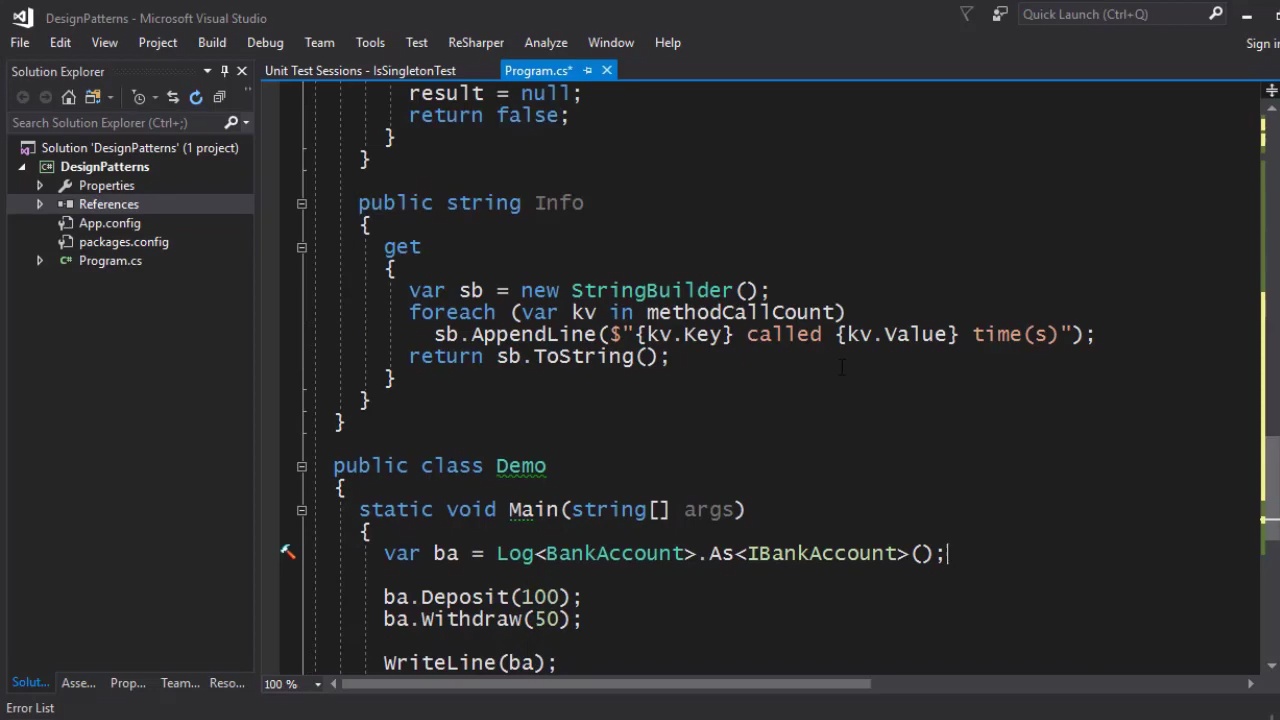 DesignPatterns - Microsoft Visual Studio
Quick Launch (Ctrl+Q)
File Edit View Project Build Debug Team Tools Test ReSharper Analyze Window Help
Sign in
Solution Explorer
Unit Test Sessions - IsSingletonTest
Program.cs*
Search Solution Explorer (Ctrl+;)
Solution 'DesignPatterns' (1 project)
C# DesignPatterns
Properties
References
App.config
packages.config
C# Program.cs
result = null;
return false;
}
}
public string Info
{
get
{
var sb = new StringBuilder();
foreach (var kv in methodCallCount)
sb.AppendLine($"{kv.Key} called {kv.Value} time(s)");
return sb.ToString();
}
}
}
public class Demo
{
static void Main(string[] args)
{
var ba = Log<BankAccount>.As<IBankAccount>();
ba.Deposit(100);
ba.Withdraw(50);
WriteLine(ba);
Solut... Asse... Prop... Team... Reso...
100 %
Error List